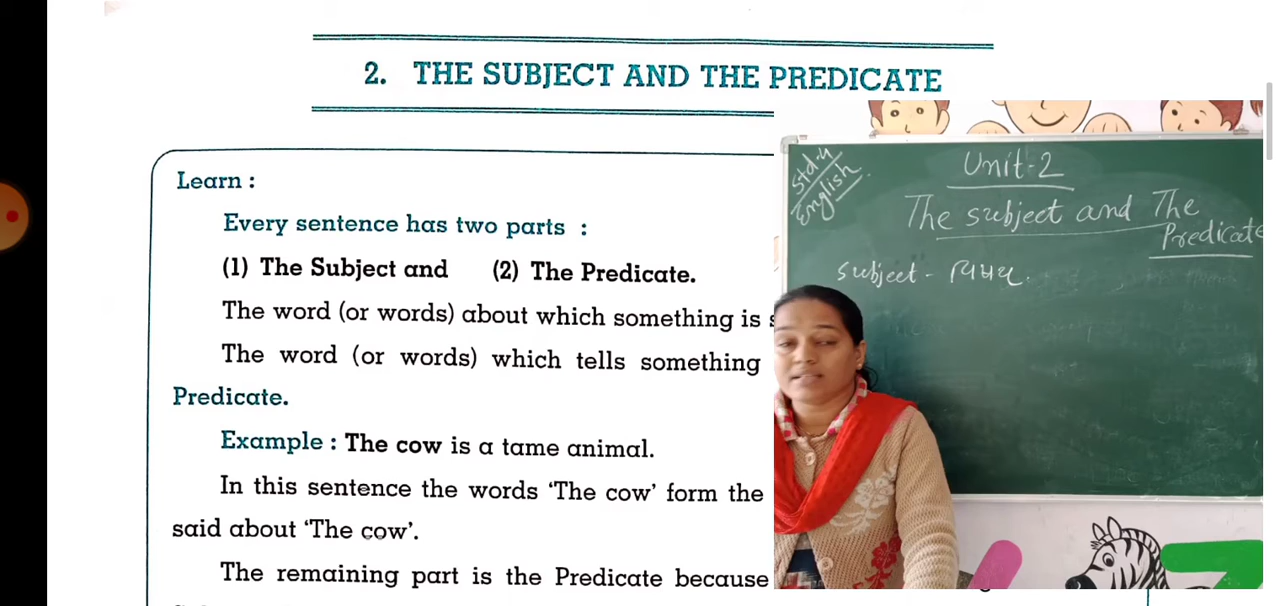 2. THE SUBJECT AND THE PREDICATE
Learn :
Every sentence has two parts :
(1) The Subject and (2) The Predicate.
The word (or words) about which something is
The word (or words) which tells something
Predicate.
Example : The cow is a tame animal.
In this sentence the words ‘The cow’ form the
said about ‘The cow’.
The remaining part is the Predicate because
Std-4
English
Unit-2
The subject and The
Predicate
Subject -